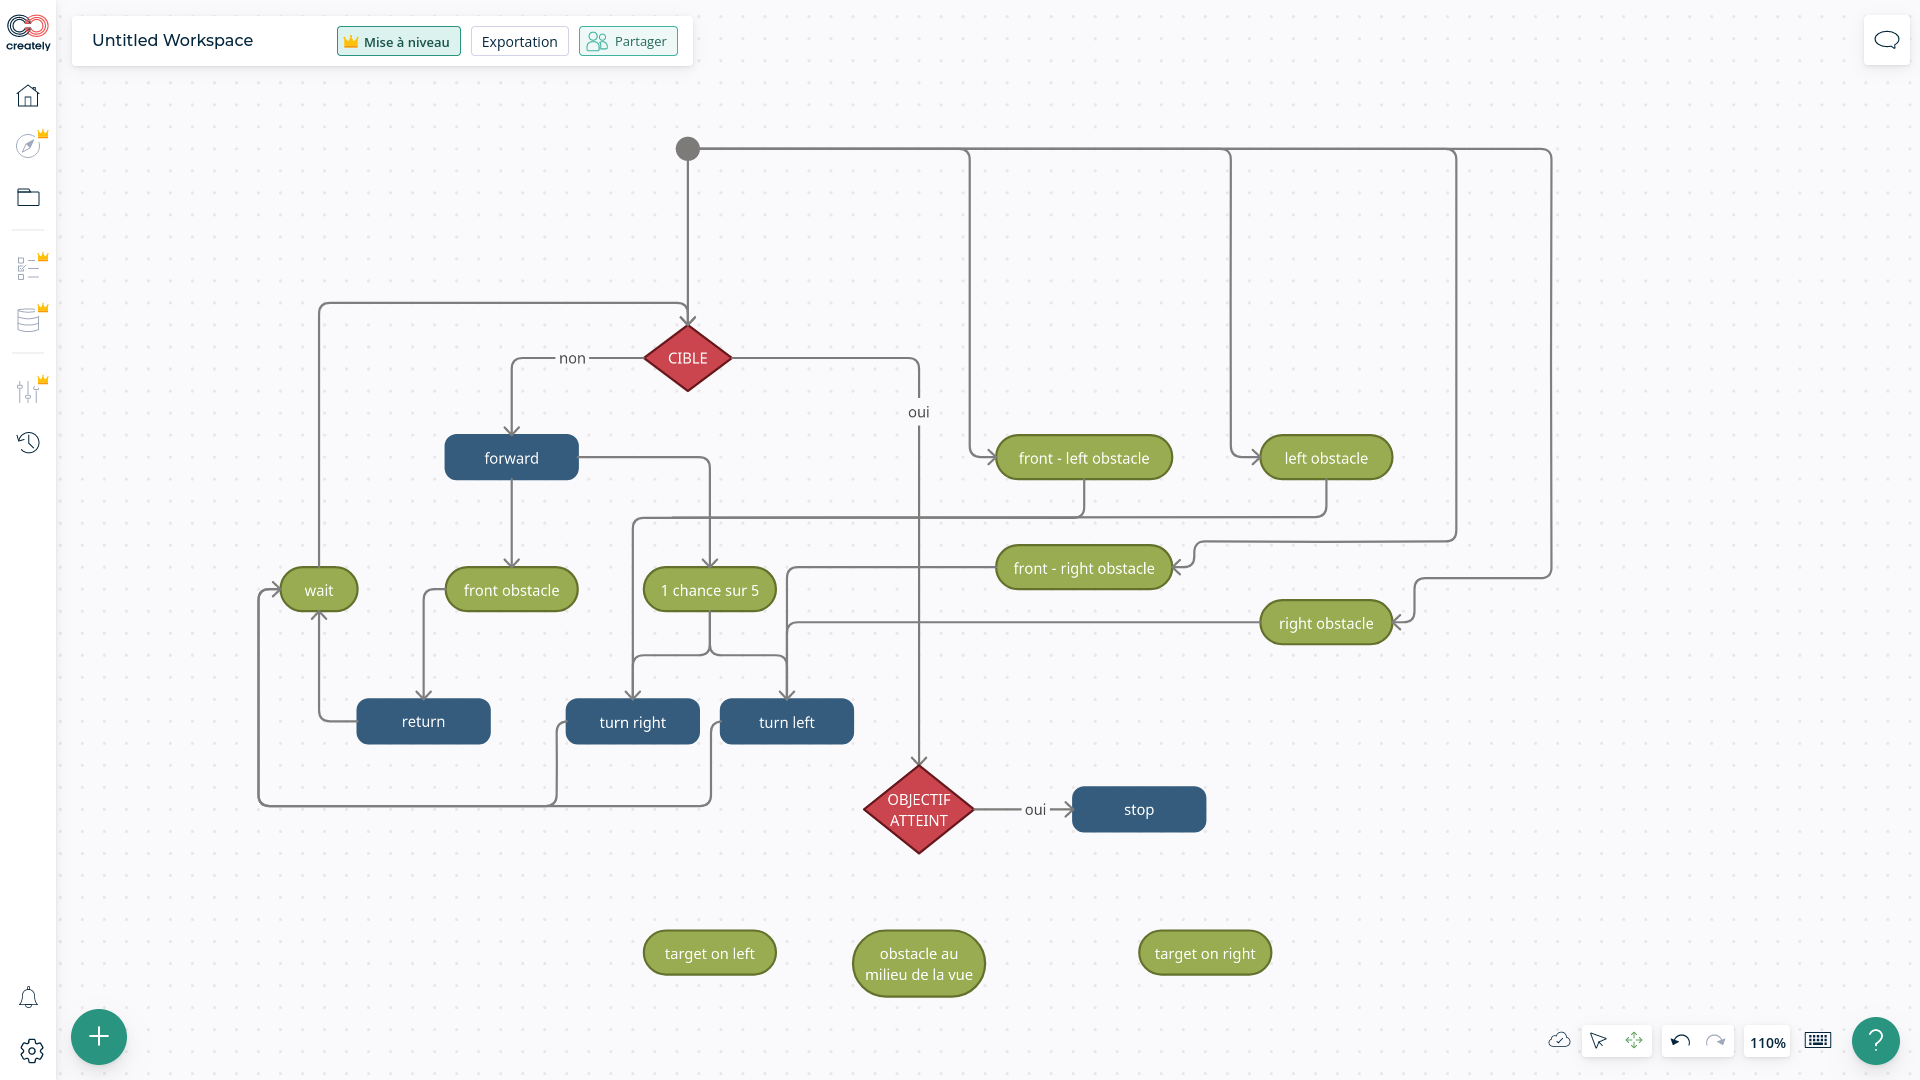 creately
Untitled Workspace
Mise à niveau
Exportation
Partager
CIBLE
non
oui
forward
front - left obstacle
left obstacle
wait
front obstacle
1 chance sur 5
front - right obstacle
right obstacle
return
turn right
turn left
OBJECTIF
ATTEINT
oui
stop
target on left
obstacle au
milieu de la vue
target on right
110%